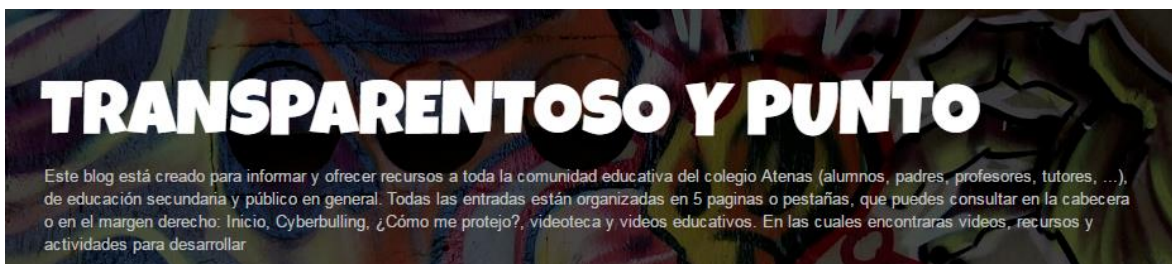 TRANSPARENTOSO Y PUNTO
Este blog está creado para informar y ofrecer recursos a toda la comunidad educativa del colegio Atenas (alumnos, padres, profesores, tutores, ...),
de educación secundaria y público en general. Todas las entradas están organizadas en 5 paginas o pestañas, que puedes consultar en la cabecera
o en el margen derecho: Inicio, Cyberbulling, ¿Cómo me protejo?, videoteca y videos educativos. En las cuales encontraras videos, recursos y
actividades para desarrollar